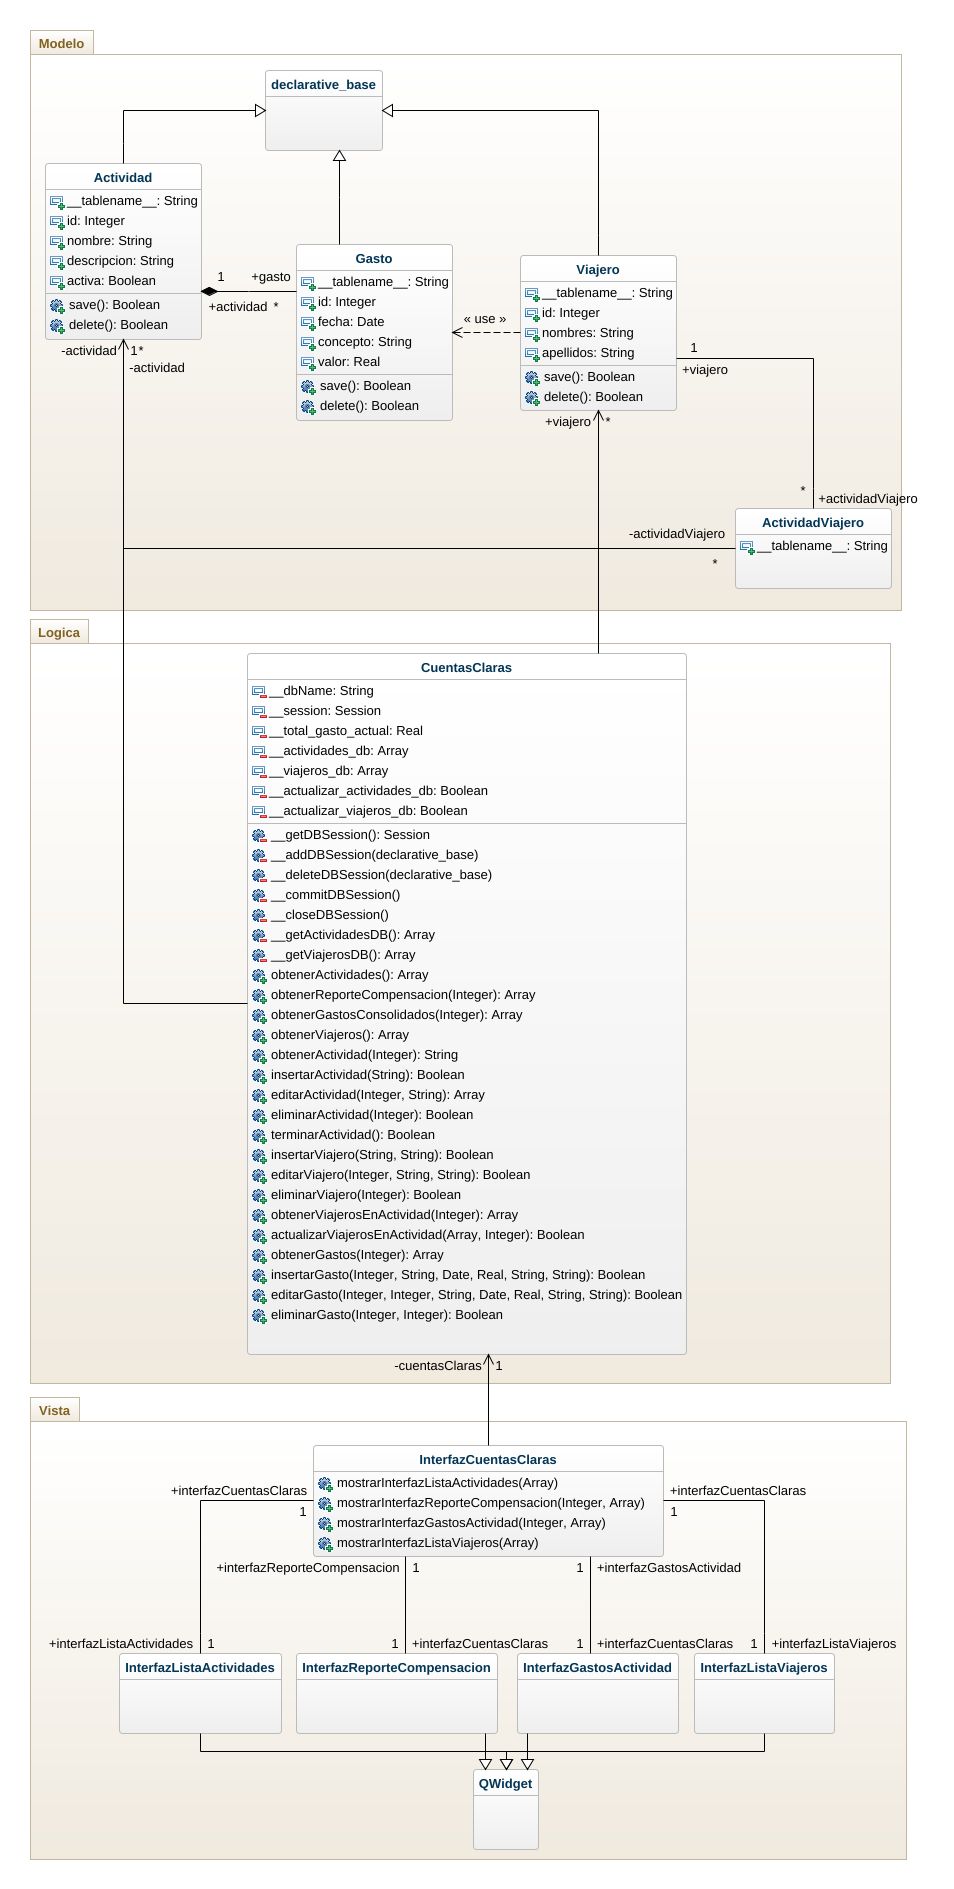 Modelo
declarative_base
Actividad
__tablename__: String
id: Integer
nombre: String
descripcion: String
activa: Boolean
save(): Boolean
delete(): Boolean
1
+gasto
+actividad
*
Gasto
__tablename__: String
id: Integer
fecha: Date
concepto: String
valor: Real
save(): Boolean
delete(): Boolean
« use »
Viajero
__tablename__: String
id: Integer
nombres: String
apellidos: String
save(): Boolean
delete(): Boolean
1
+viajero
-actividad
1
*
-actividad
+viajero
*
*
+actividadViajero
ActividadViajero
__tablename__: String
-actividadViajero
*
Logica
CuentasClaras
__dbName: String
__session: Session
__total_gasto_actual: Real
__actividades_db: Array
__viajeros_db: Array
__actualizar_actividades_db: Boolean
__actualizar_viajeros_db: Boolean
__getDBSession(): Session
__addDBSession(declarative_base)
__deleteDBSession(declarative_base)
__commitDBSession()
__closeDBSession()
__getActividadesDB(): Array
__getViajerosDB(): Array
obtenerActividades(): Array
obtenerReporteCompensacion(Integer): Array
obtenerGastosConsolidados(Integer): Array
obtenerViajeros(): Array
obtenerActividad(Integer): String
insertarActividad(String): Boolean
editarActividad(Integer, String): Array
eliminarActividad(Integer): Boolean
terminarActividad(): Boolean
insertarViajero(String, String): Boolean
editarViajero(Integer, String, String): Boolean
eliminarViajero(Integer): Boolean
obtenerViajerosEnActividad(Integer): Array
actualizarViajerosEnActividad(Array, Integer): Boolean
obtenerGastos(Integer): Array
insertarGasto(Integer, String, Date, Real, String, String): Boolean
editarGasto(Integer, Integer, String, Date, Real, String, String): Boolean
eliminarGasto(Integer, Integer): Boolean
-cuentasClaras
1
Vista
InterfazCuentasClaras
mostrarInterfazListaActividades(Array)
mostrarInterfazReporteCompensacion(Integer, Array)
mostrarInterfazGastosActividad(Integer, Array)
mostrarInterfazListaViajeros(Array)
+interfazCuentasClaras
1
+interfazCuentasClaras
1
+interfazReporteCompensacion
1
1
+interfazGastosActividad
+interfazListaActividades
1
1
+interfazCuentasClaras
1
+interfazCuentasClaras
1
+interfazListaViajeros
InterfazListaActividades
InterfazReporteCompensacion
InterfazGastosActividad
InterfazListaViajeros
QWidget